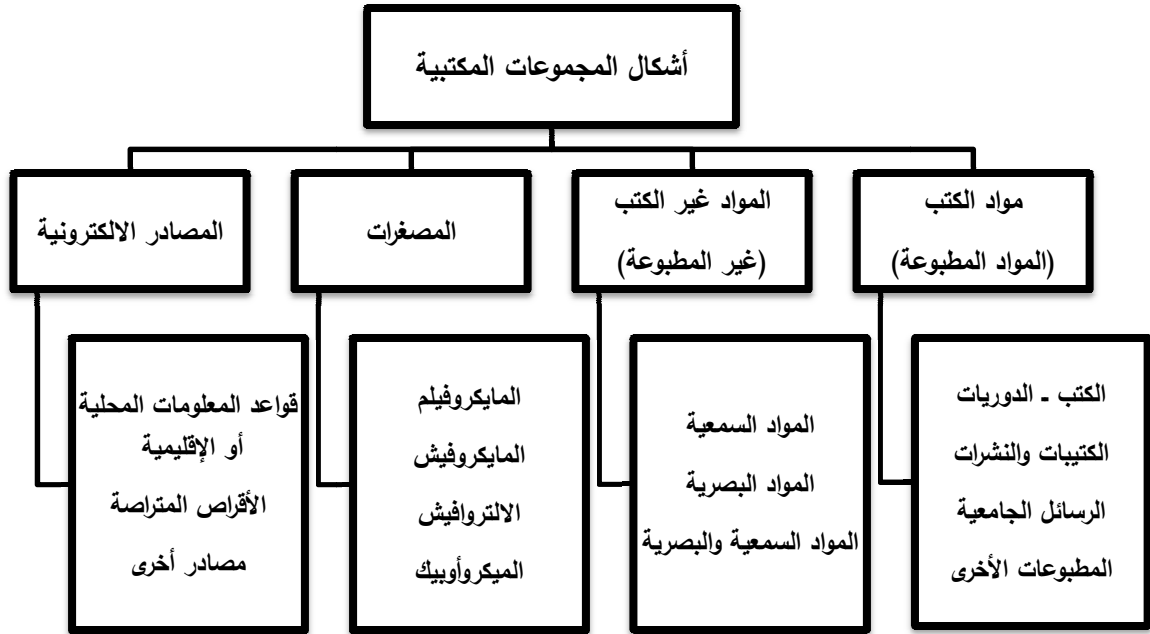 أشكال المجموعات المكتبية
مواد الكتب
(المواد المطبوعة)
المواد غير الكتب
(غير المطبوعة)
المصغرات
المصادر الالكترونية
الكتب ـ الدوريات
الكتيبات والنشرات
الرسائل الجامعية
المطبوعات الأخرى
المواد السمعية
المواد البصرية
المواد السمعية والبصرية
المايكروفيلم
المايكروفيش
الالتروافيش
الميكروأوبيك
قواعد المعلومات المحلية
أو الإقليمية
الأقراص المتراصة
مصادر أخرى